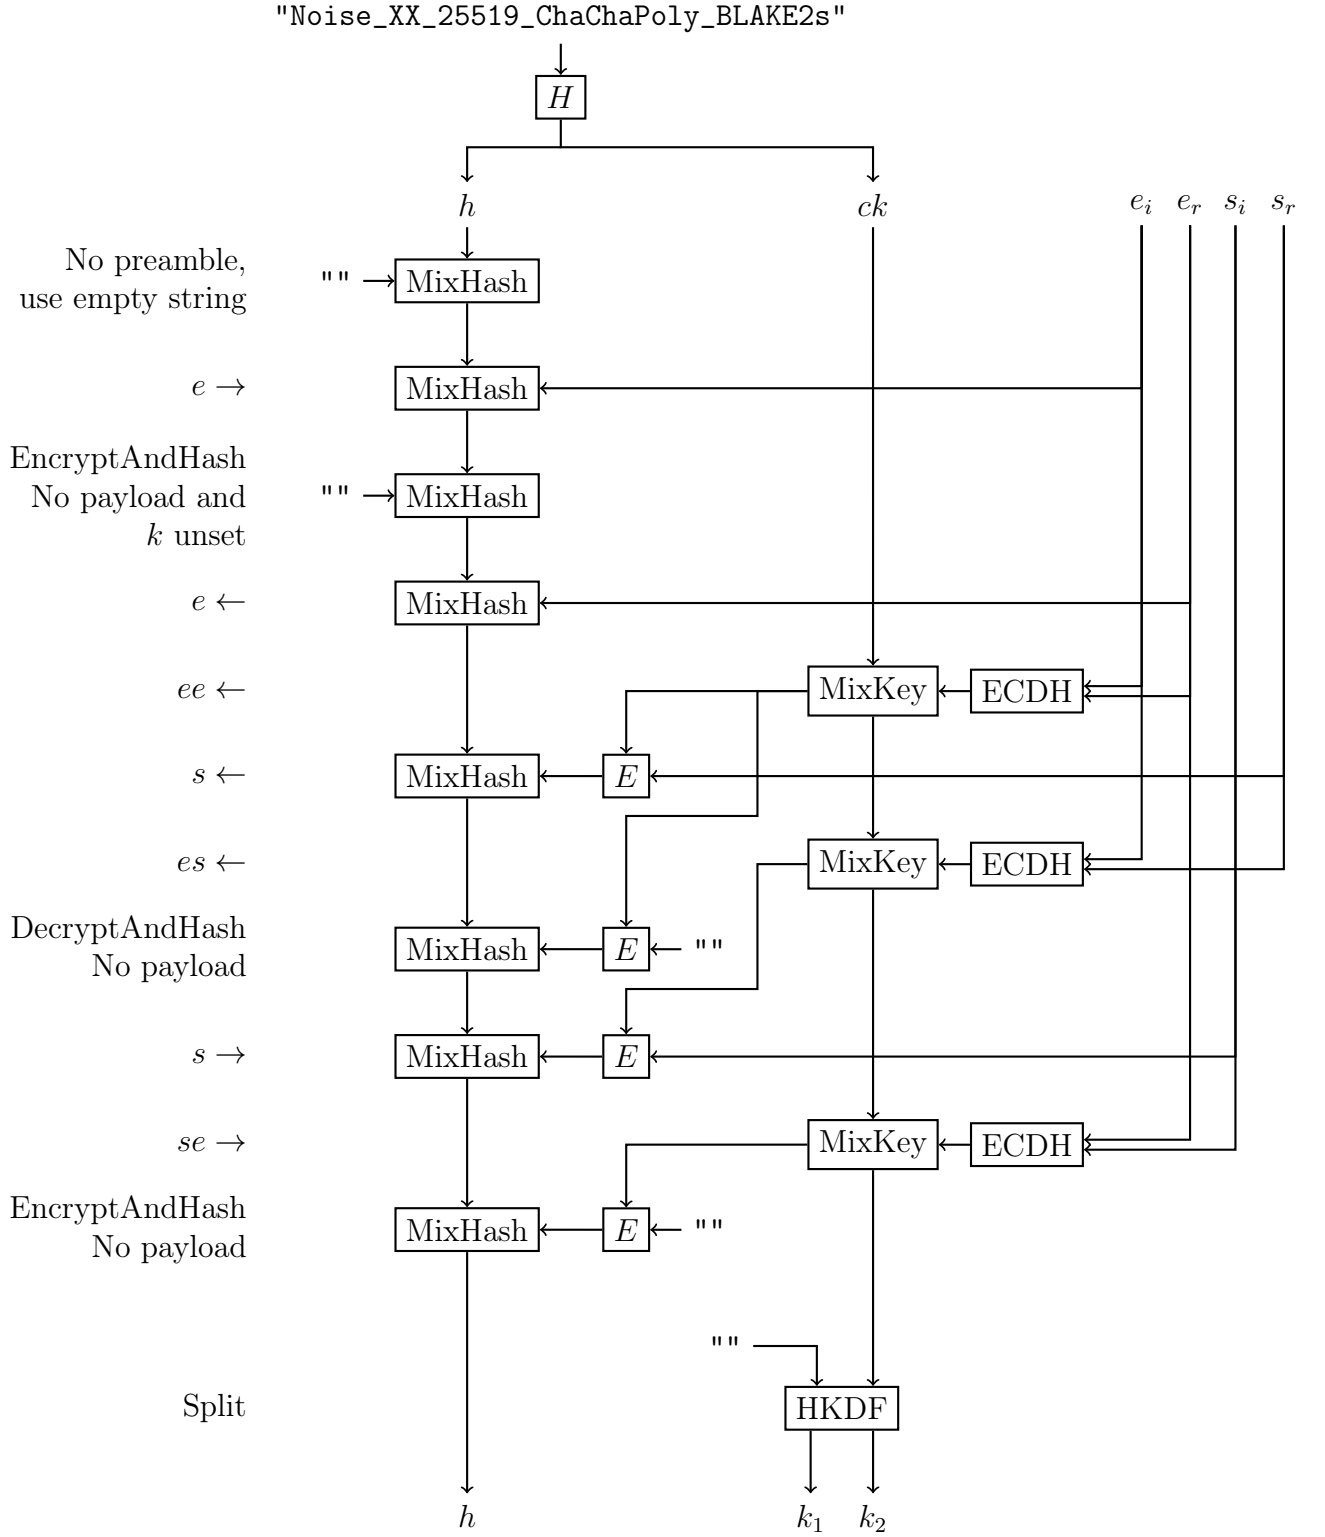 "Noise_XX_25519_ChaChaPoly_BLAKE2s"
H
h
ck
e_i e_r s_i s_r
No preamble,
use empty string
"" MixHash
e → MixHash
EncryptAndHash
No payload and
k unset
"" MixHash
e ← MixHash
ee ← MixKey ECDH
s ← MixHash E
es ← MixKey ECDH
DecryptAndHash
No payload
MixHash E ""
s → MixHash E
se → MixKey ECDH
EncryptAndHash
No payload
MixHash E ""
""
Split HKDF
h k_1 k_2